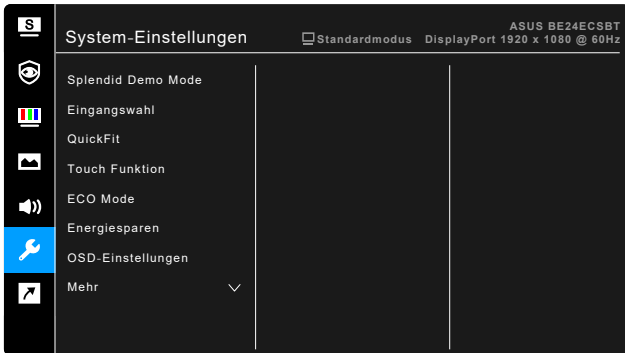 S
ASUS BE24ECSBT
System-Einstellungen
Standardmodus DisplayPort 1920 x 1080 @ 60Hz
Splendid Demo Mode
Eingangswahl
QuickFit
Touch Funktion
ECO Mode
Energiesparen
OSD-Einstellungen
Mehr